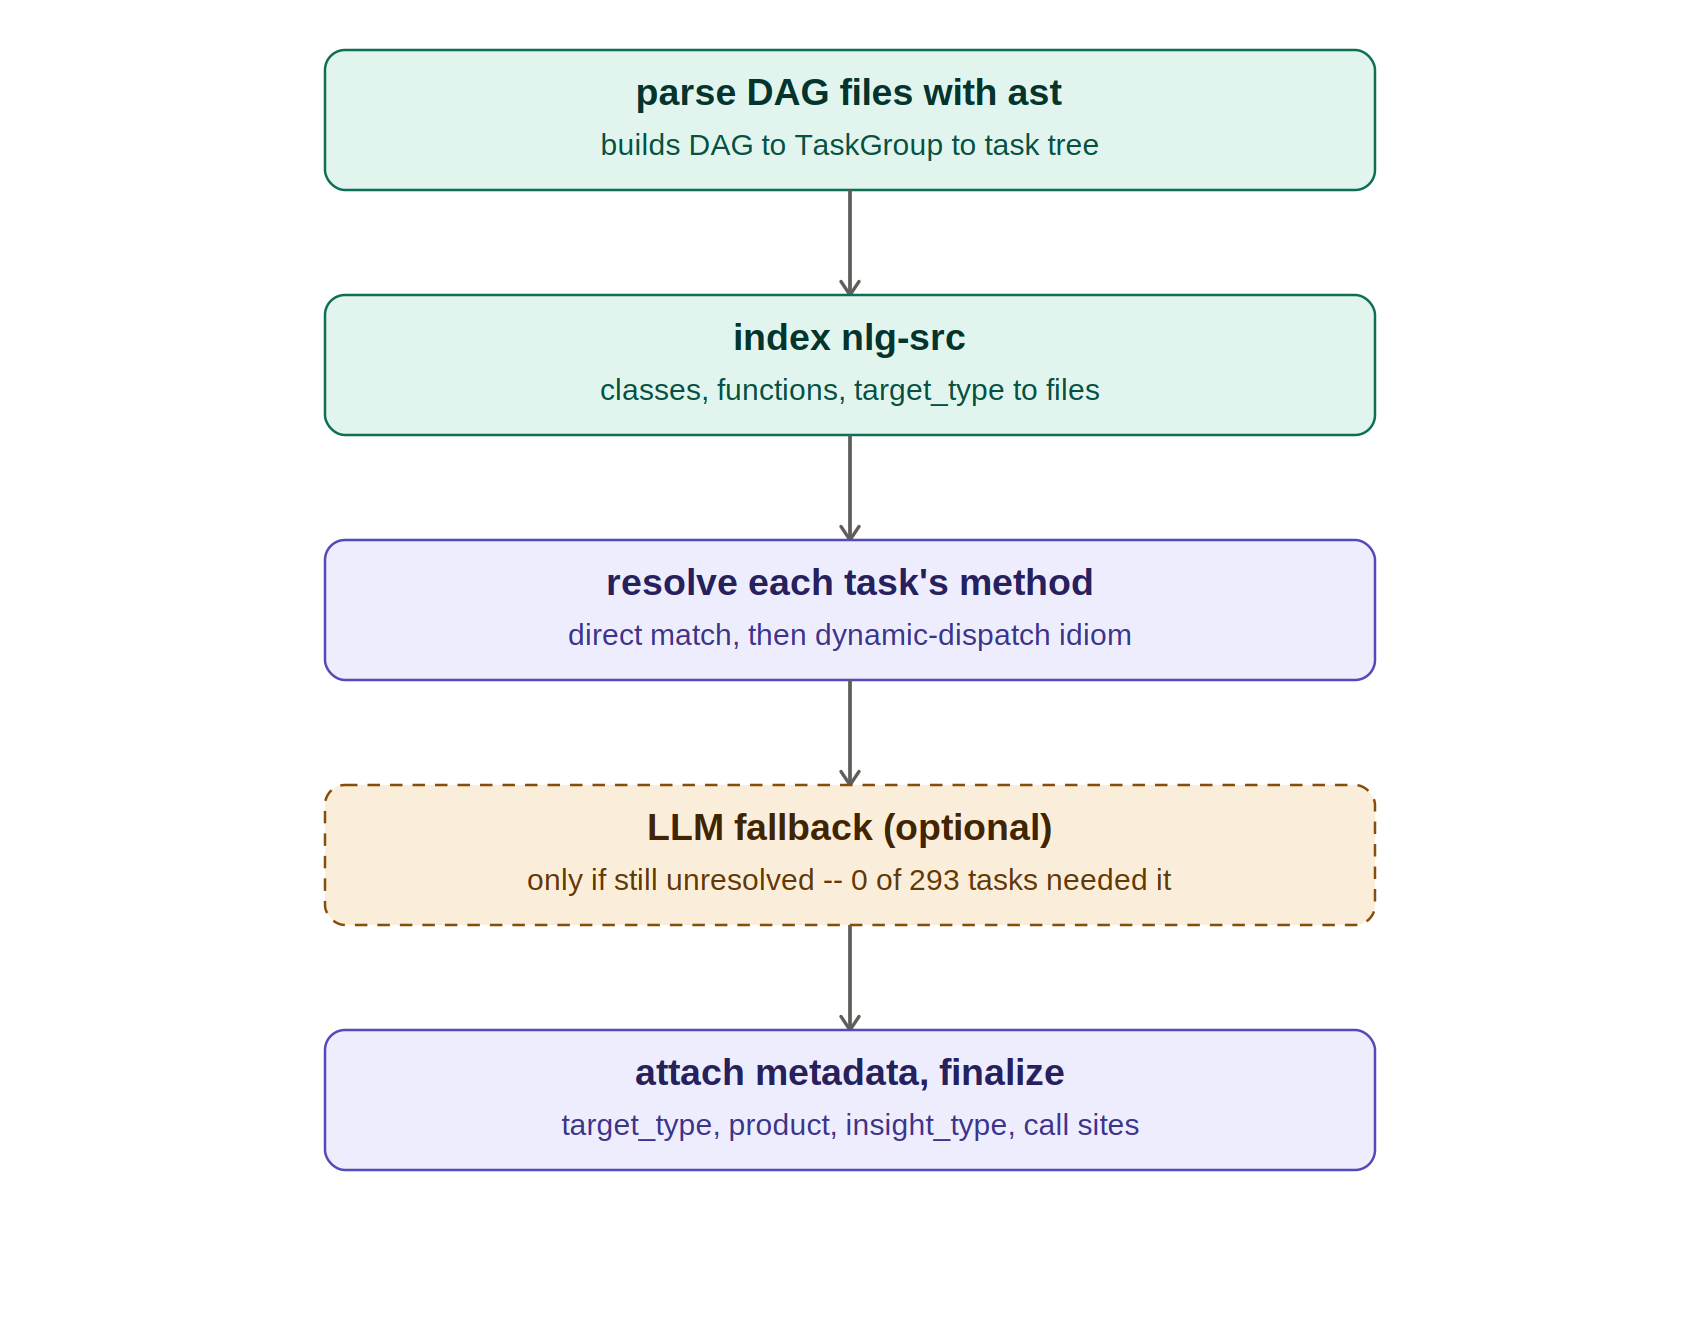 parse DAG files with ast
builds DAG to TaskGroup to task tree
index nlg-src
classes, functions, target_type to files
resolve each task's method
direct match, then dynamic-dispatch idiom
LLM fallback (optional)
only if still unresolved -- 0 of 293 tasks needed it
attach metadata, finalize
target_type, product, insight_type, call sites